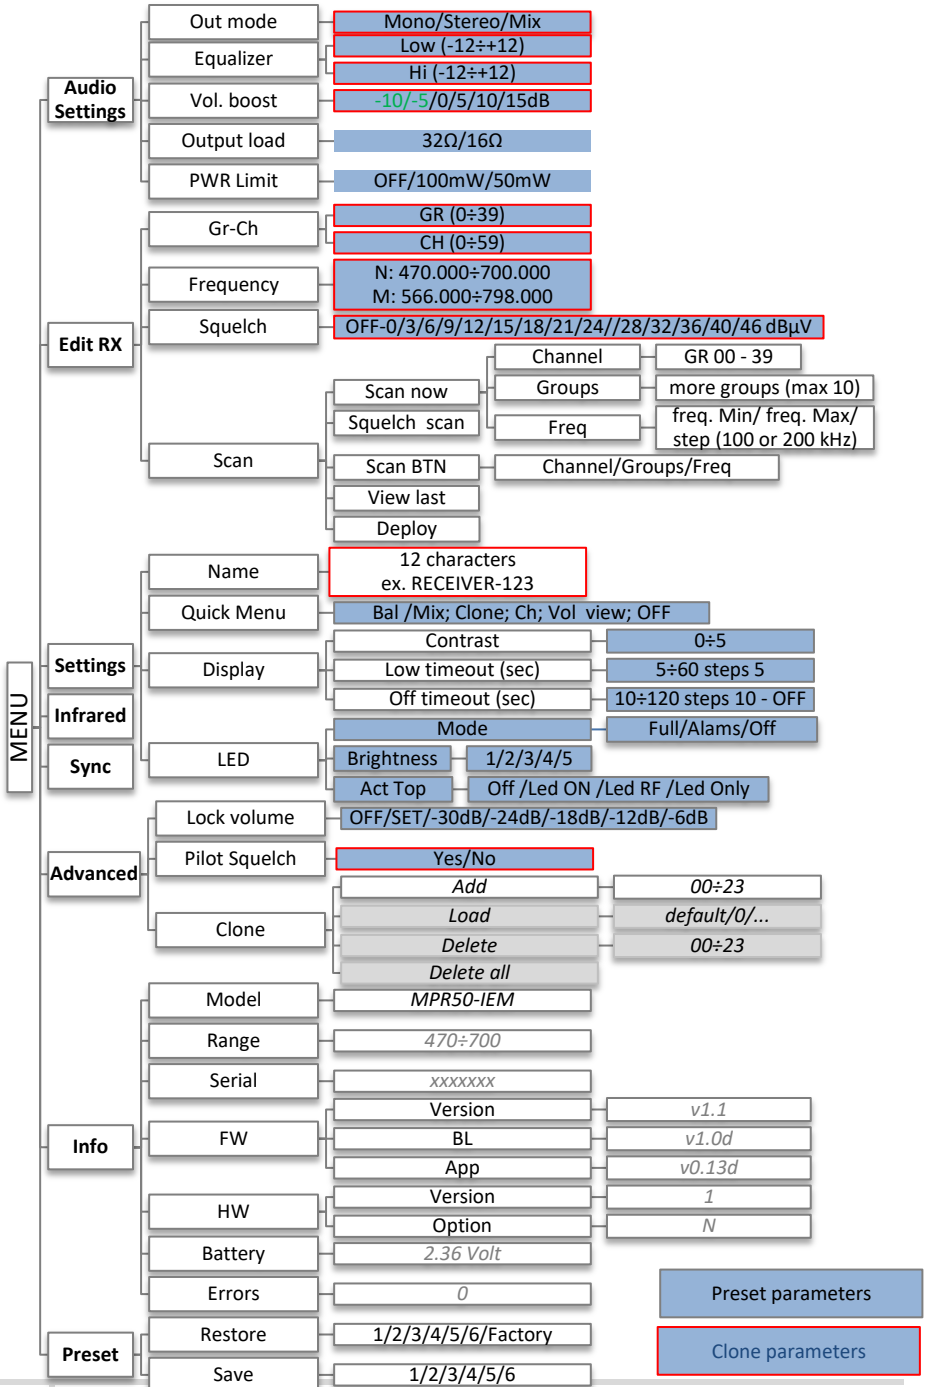 Out mode
Mono/Stereo/Mix
Equalizer
Low (-12÷+12)
Hi (-12÷+12)
Audio
Settings
Vol. boost
-10/-5/0/5/10/15dB
Output load
32Ω/16Ω
PWR Limit
OFF/100mW/50mW
Gr-Ch
GR (0÷39)
CH (0÷59)
Frequency
N: 470.000÷700.000
M: 566.000÷798.000
Edit RX
Squelch
OFF-0/3/6/9/12/15/18/21/24//28/32/36/40/46 dBµV
Scan
Scan now
Channel
GR 00 - 39
Groups
more groups (max 10)
Freq
freq. Min/ freq. Max/
step (100 or 200 kHz)
Squelch scan
Scan BTN
Channel/Groups/Freq
View last
Deploy
MENU
Settings
Name
12 characters
ex. RECEIVER-123
Quick Menu
Bal /Mix; Clone; Ch; Vol view; OFF
Display
Contrast
0÷5
Low timeout (sec)
5÷60 steps 5
Off timeout (sec)
10÷120 steps 10 - OFF
LED
Mode
Full/Alams/Off
Brightness
1/2/3/4/5
Act Top
Off /Led ON /Led RF /Led Only
Infrared
Sync
Advanced
Lock volume
OFF/SET/-30dB/-24dB/-18dB/-12dB/-6dB
Pilot Squelch
Yes/No
Clone
Add
00÷23
Load
default/0/...
Delete
00÷23
Delete all
Info
Model
MPR50-IEM
Range
470÷700
Serial
xxxxxxx
FW
Version
v1.1
BL
v1.0d
App
v0.13d
HW
Version
1
Option
N
Battery
2.36 Volt
Errors
0
Preset
Restore
1/2/3/4/5/6/Factory
Save
1/2/3/4/5/6
Preset parameters
Clone parameters